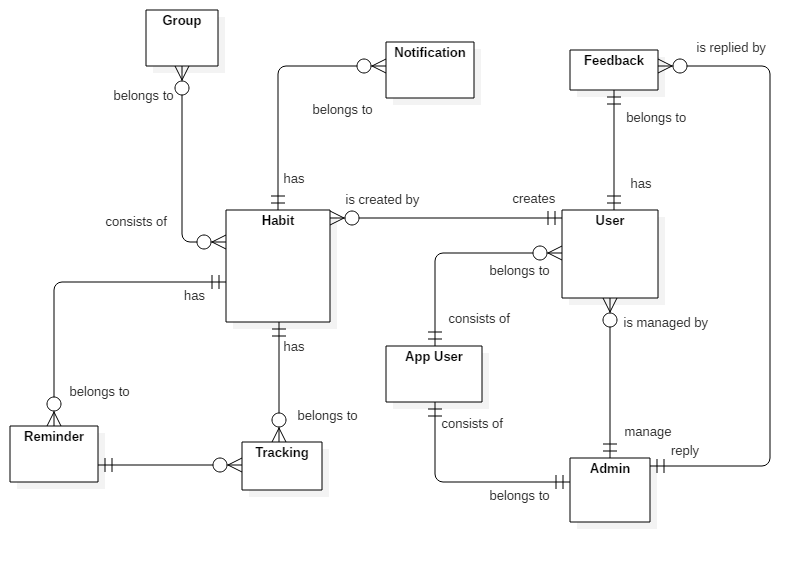 Group
Notification
is replied by
Feedback
belongs to
belongs to
belongs to
has
has
is created by
creates
consists of
Habit
User
belongs to
has
consists of
is managed by
has
App User
belongs to
belongs to
consists of
manage
Reminder
Tracking
reply
Admin
belongs to